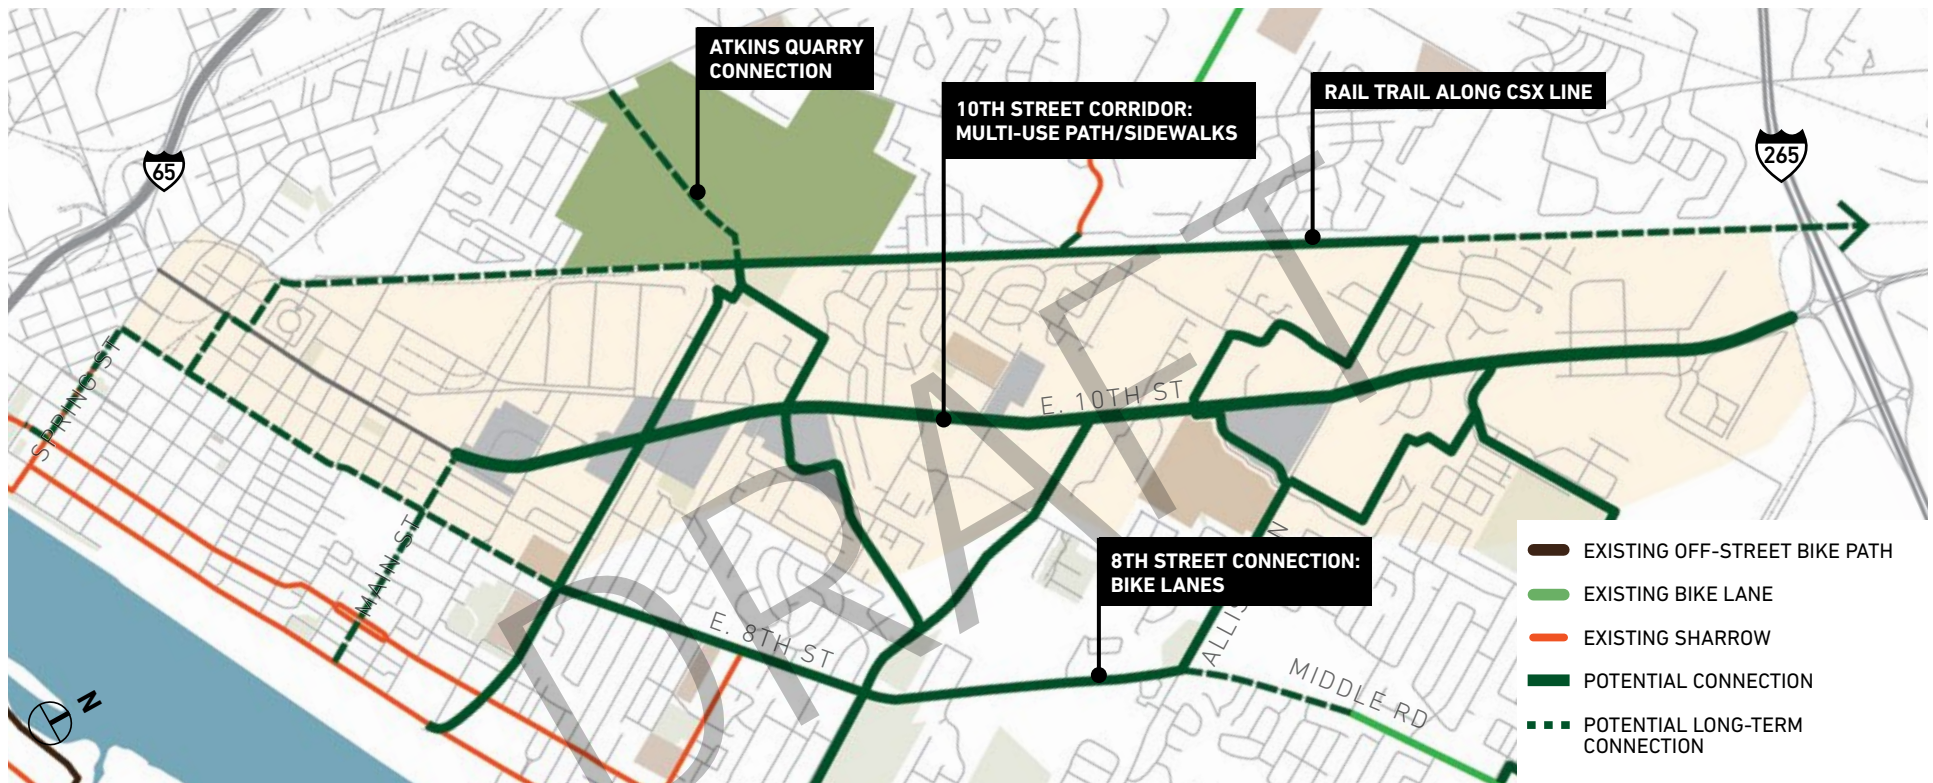 ATKINS QUARRY
CONNECTION
10TH STREET CORRIDOR:
MULTI-USE PATH/SIDEWALKS
RAIL TRAIL ALONG CSX LINE
65
265
SPRING ST
E. 10TH ST
MAIN ST
8TH STREET CONNECTION:
BIKE LANES
E. 8TH ST
MIDDLE RD
DRAFT
N
EXISTING OFF-STREET BIKE PATH
EXISTING BIKE LANE
EXISTING SHARROW
POTENTIAL CONNECTION
POTENTIAL LONG-TERM
CONNECTION